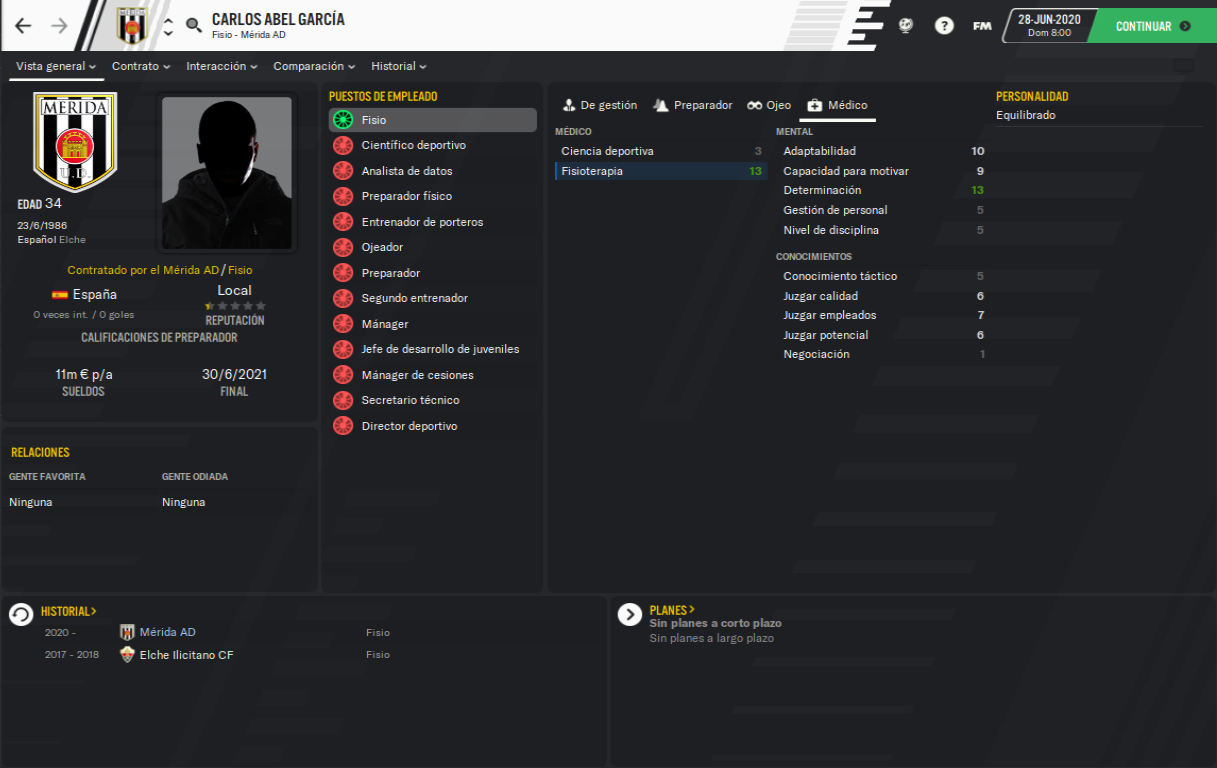 CARLOS ABEL GARCÍA
Fisio - Mérida AD
?
FM
28-JUN-2020
Dom 8:00
CONTINUAR
Vista general
Contrato
Interacción
Comparación
Historial
MERIDA
U.D.
EDAD 34
23/6/1986
Español Elche
Contratado por el Mérida AD / Fisio
España
0 veces int. / 0 goles
Local
REPUTACIÓN
CALIFICACIONES DE PREPARADOR
11m € p/a
SUELDOS
30/6/2021
FINAL
RELACIONES
GENTE FAVORITA
GENTE ODIADA
Ninguna
Ninguna
PUESTOS DE EMPLEADO
Fisio
Científico deportivo
Analista de datos
Preparador físico
Entrenador de porteros
Ojeador
Preparador
Segundo entrenador
Mánager
Jefe de desarrollo de juveniles
Mánager de cesiones
Secretario técnico
Director deportivo
De gestión
Preparador
Ojeo
Médico
MÉDICO
Ciencia deportiva 3
Fisioterapia 13
MENTAL
Adaptabilidad 10
Capacidad para motivar 9
Determinación 13
Gestión de personal 5
Nivel de disciplina 5
CONOCIMIENTOS
Conocimiento táctico 5
Juzgar calidad 6
Juzgar empleados 7
Juzgar potencial 6
Negociación 1
PERSONALIDAD
Equilibrado
HISTORIAL >
2020 - Mérida AD Fisio
2017 - 2018 Elche Ilicitano CF Fisio
PLANES >
Sin planes a corto plazo
Sin planes a largo plazo